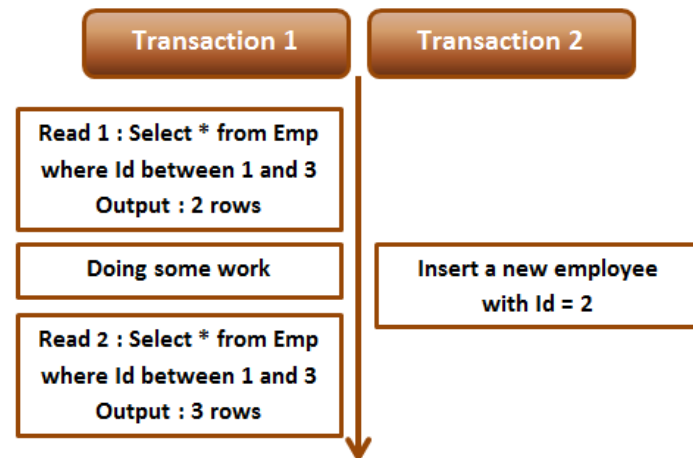 Transaction 1
Transaction 2
Read 1 : Select * from Emp
where Id between 1 and 3
Output : 2 rows
Doing some work
Insert a new employee
with Id = 2
Read 2 : Select * from Emp
where Id between 1 and 3
Output : 3 rows